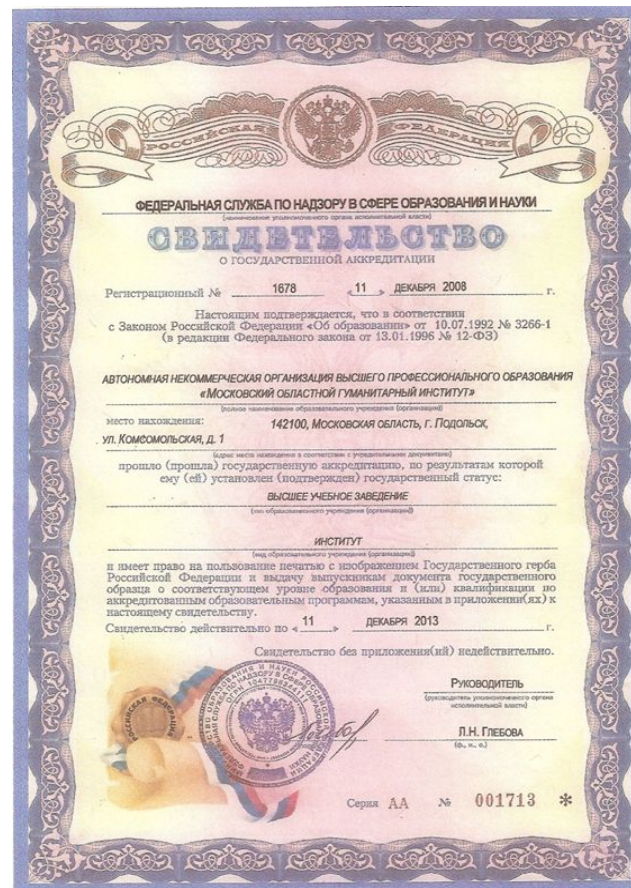 РОССИЙСКАЯ ФЕДЕРАЦИЯ
ФЕДЕРАЛЬНАЯ СЛУЖБА ПО НАДЗОРУ В СФЕРЕ ОБРАЗОВАНИЯ И НАУКИ
(наименование уполномоченного органа исполнительной власти)
СВИДЕТЕЛЬСТВО
О ГОСУДАРСТВЕННОЙ АККРЕДИТАЦИИ
Регистрационный № 1678 «11» ДЕКАБРЯ 2008 г.
Настоящим подтверждается, что в соответствии
с Законом Российской Федерации «Об образовании» от 10.07.1992 № 3266-1
(в редакции Федерального закона от 13.01.1996 № 12-ФЗ)
АВТОНОМНАЯ НЕКОММЕРЧЕСКАЯ ОРГАНИЗАЦИЯ ВЫСШЕГО ПРОФЕССИОНАЛЬНОГО ОБРАЗОВАНИЯ
«МОСКОВСКИЙ ОБЛАСТНОЙ ГУМАНИТАРНЫЙ ИНСТИТУТ»
(полное наименование образовательного учреждения (организации))
место нахождения: 142100, МОСКОВСКАЯ ОБЛАСТЬ, Г. ПОДОЛЬСК,
УЛ. КОМСОМОЛЬСКАЯ, Д. 1
(адрес места нахождения в соответствии с учредительными документами)
прошло (прошла) государственную аккредитацию, по результатам которой
ему (ей) установлен (подтвержден) государственный статус:
ВЫСШЕЕ УЧЕБНОЕ ЗАВЕДЕНИЕ
(тип образовательного учреждения (организации))
ИНСТИТУТ
(вид образовательного учреждения (организации))
и имеет право на пользование печатью с изображением Государственного герба
Российской Федерации и выдачу выпускникам документа государственного
образца о соответствующем уровне образования и (или) квалификации по
аккредитованным образовательным программам, указанным в приложении(ях) к
настоящему свидетельству.
Свидетельство действительно по «11» ДЕКАБРЯ 2013 г.
Свидетельство без приложения(ий) недействительно.
РУКОВОДИТЕЛЬ
(руководитель уполномоченного органа
исполнительной власти)
Л.Н. ГЛЕБОВА
(ф., и., о.)
РОССИЙСКАЯ ФЕДЕРАЦИЯ
Серия АА № 001713 *